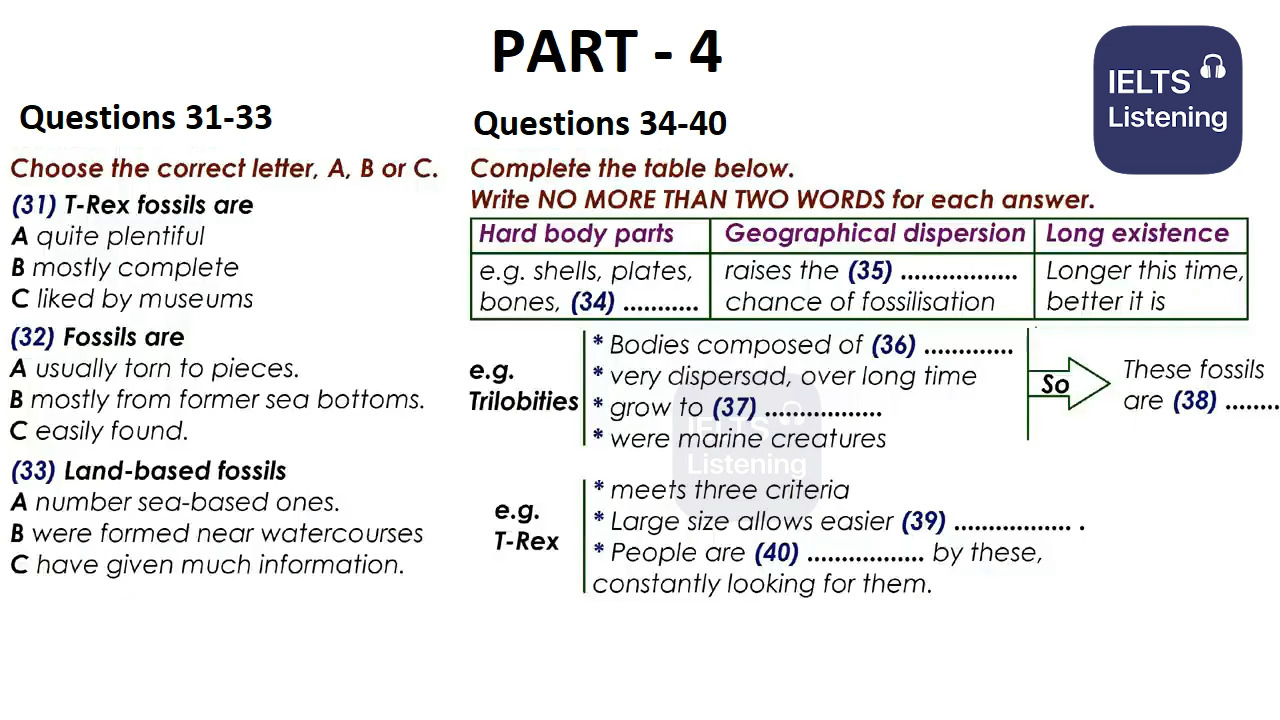 PART - 4
IELTS
Listening
Questions 31-33
Choose the correct letter, A, B or C.
(31) T-Rex fossils are
A quite plentiful
B mostly complete
C liked by museums
(32) Fossils are
A usually torn to pieces.
B mostly from former sea bottoms.
C easily found.
(33) Land-based fossils
A number sea-based ones.
B were formed near watercourses
C have given much information.
Questions 34-40
Complete the table below.
Write NO MORE THAN TWO WORDS for each answer.
Hard body parts
e.g. shells, plates,
bones, (34) ...........
Geographical dispersion
raises the (35) .................
chance of fossilisation
Long existence
Longer this time,
better it is
e.g.
Trilobities
* Bodies composed of (36) .............
* very dispersad, over long time
* grow to (37) .................
* were marine creatures
So
These fossils
are (38) ........
IELTS
Listening
e.g.
T-Rex
* meets three criteria
* Large size allows easier (39) ................. .
* People are (40) ................. by these,
constantly looking for them.